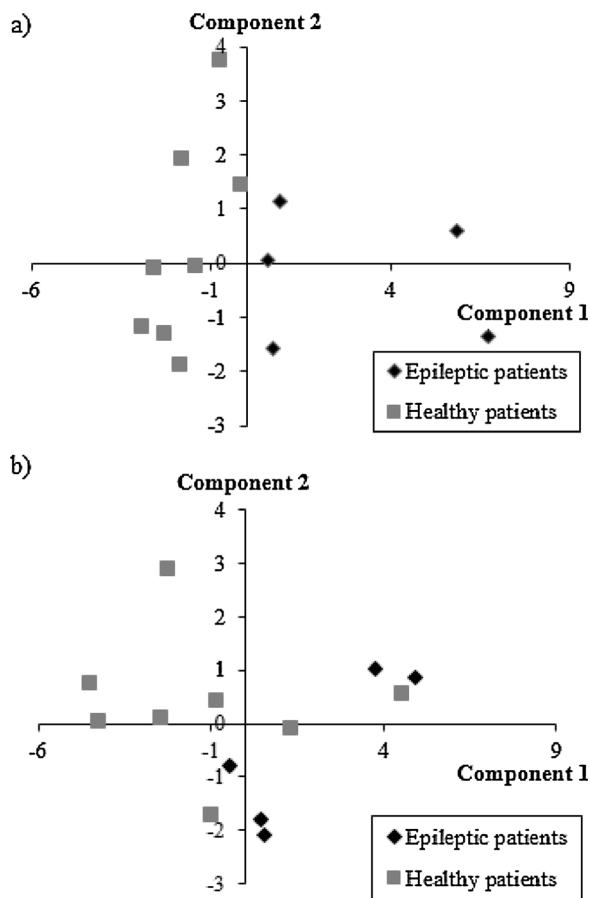 a)
Component 2
4
3
2
1
0
-6 -1 4 9
-1
Component 1
-2
-3
Epileptic patients
Healthy patients
b)
Component 2
4
3
2
1
0
-6 -1 4 9
-1
Component 1
-2
-3
Epileptic patients
Healthy patients